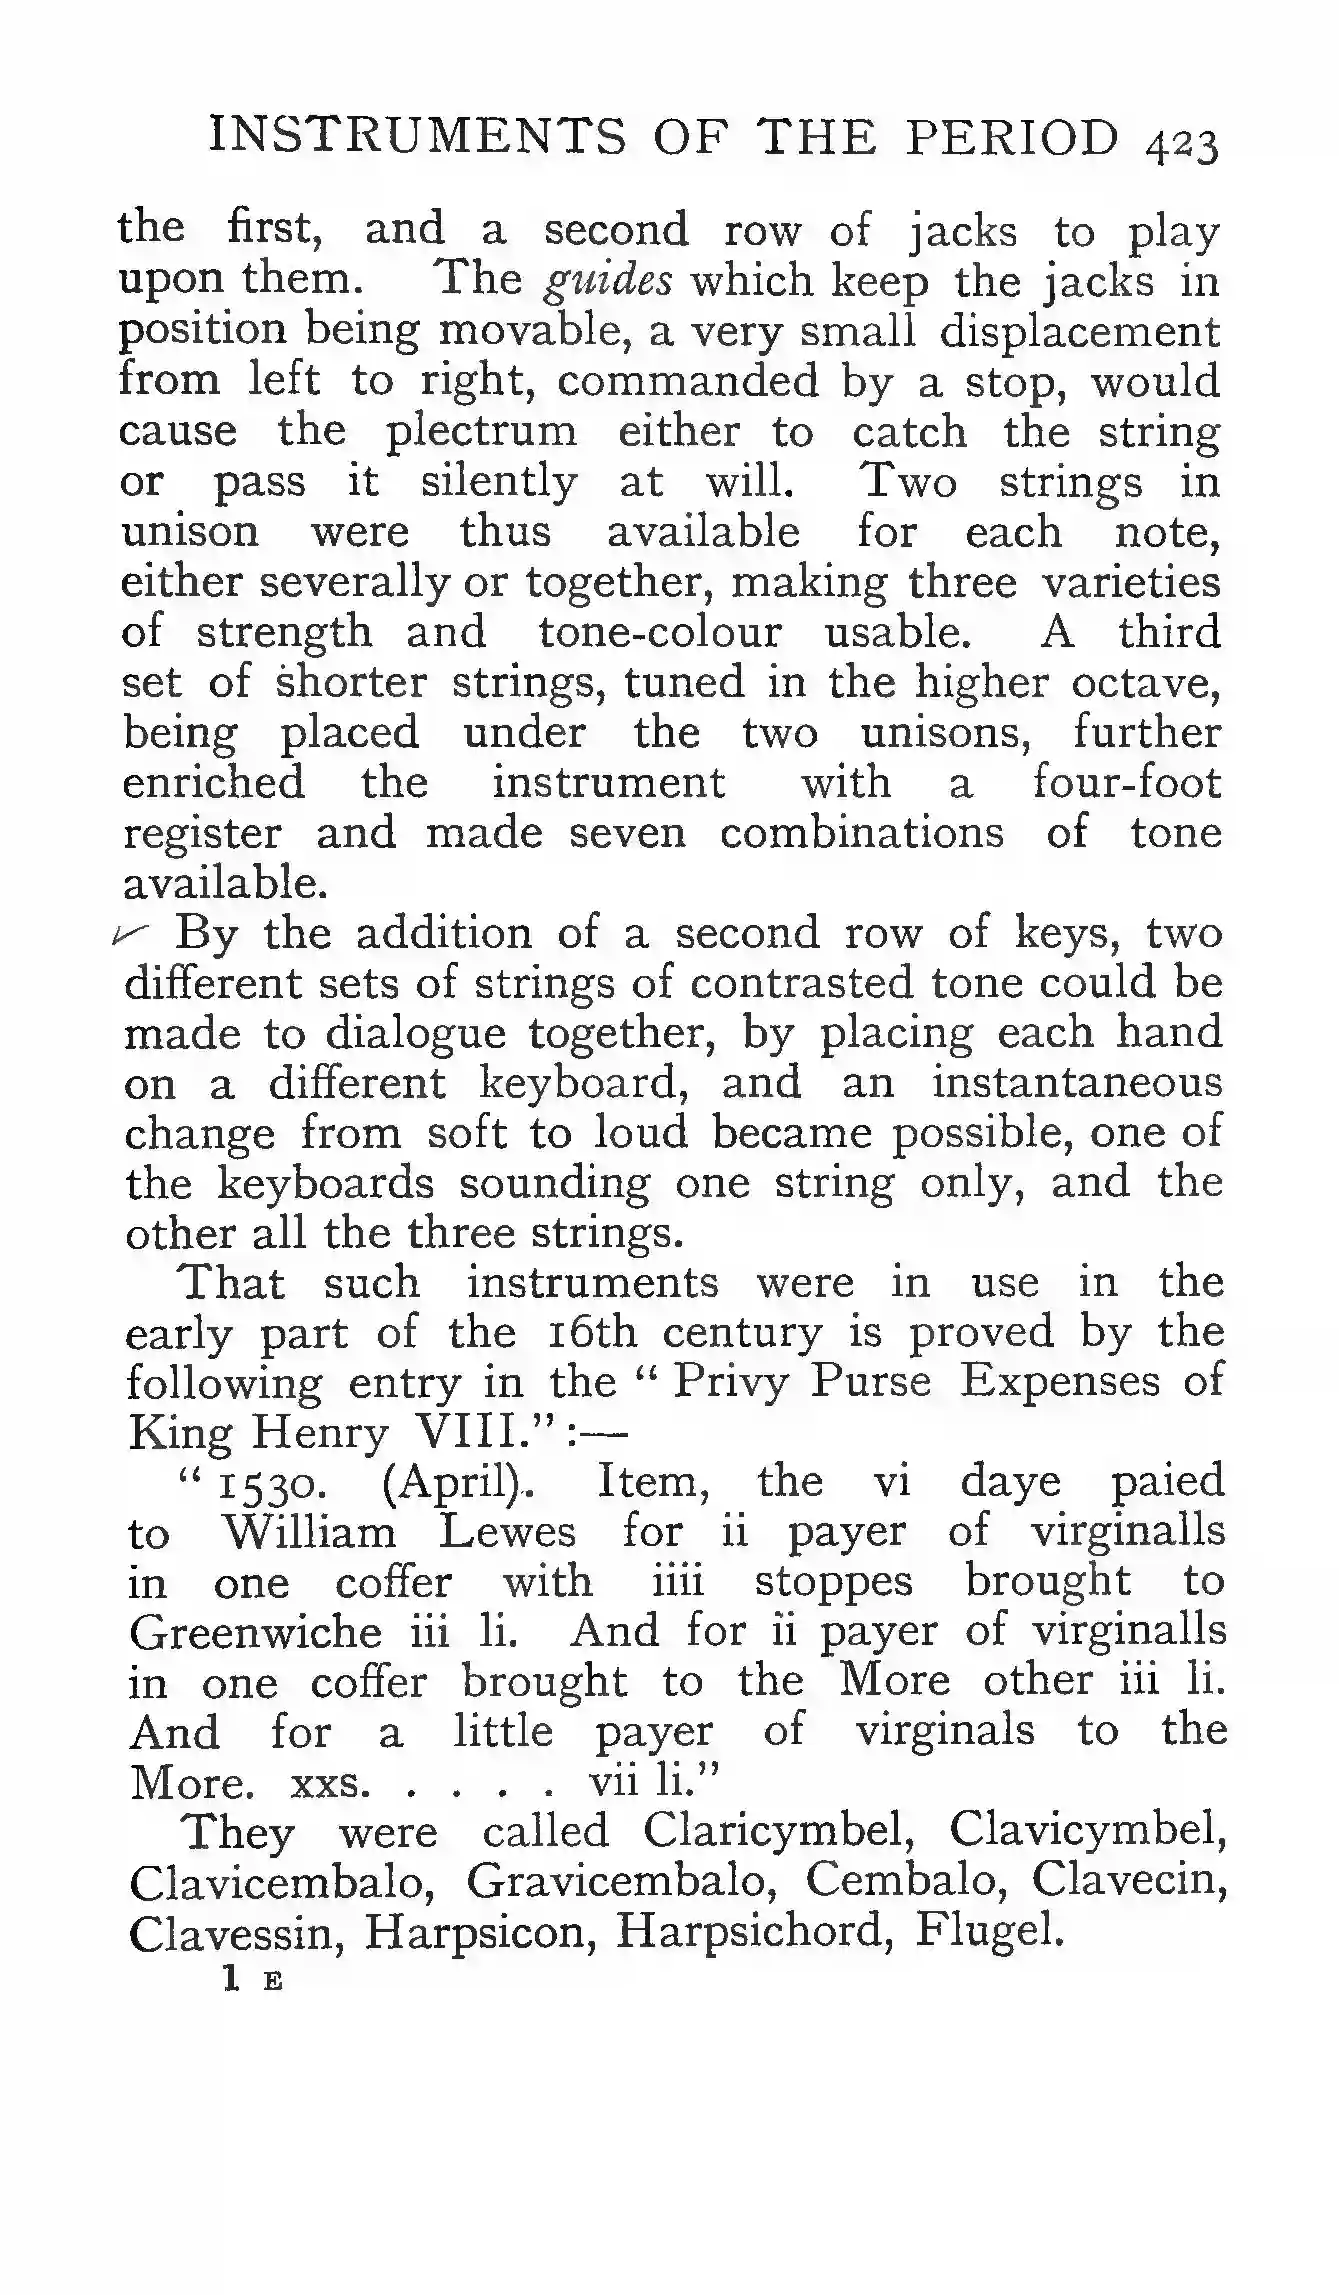 INSTRUMENTS OF THE PERIOD 423
the first, and a second row of jacks to play
upon them. The guides which keep the jacks in
position being movable, a very small displacement
from left to right, commanded by a stop, would
cause the plectrum either to catch the string
or pass it silently at will. Two strings in
unison were thus available for each note,
either severally or together, making three varieties
of strength and tone-colour usable. A third
set of shorter strings, tuned in the higher octave,
being placed under the two unisons, further
enriched the instrument with a four-foot
register and made seven combinations of tone
available.
By the addition of a second row of keys, two
different sets of strings of contrasted tone could be
made to dialogue together, by placing each hand
on a different keyboard, and an instantaneous
change from soft to loud became possible, one of
the keyboards sounding one string only, and the
other all the three strings.
That such instruments were in use in the
early part of the 16th century is proved by the
following entry in the “ Privy Purse Expenses of
King Henry VIII.” :—
“ 1530. (April). Item, the vi daye paied
to William Lewes for ii payer of virginalls
in one coffer with iiii stoppes brought to
Greenwiche iii li. And for ii payer of virginalls
in one coffer brought to the More other iii li.
And for a little payer of virginals to the
More. xxs. . . . . vii li.”
They were called Claricymbel, Clavicymbel,
Clavicembalo, Gravicembalo, Cembalo, Clavecin,
Clavessin, Harpsicon, Harpsichord, Flugel.
1 E